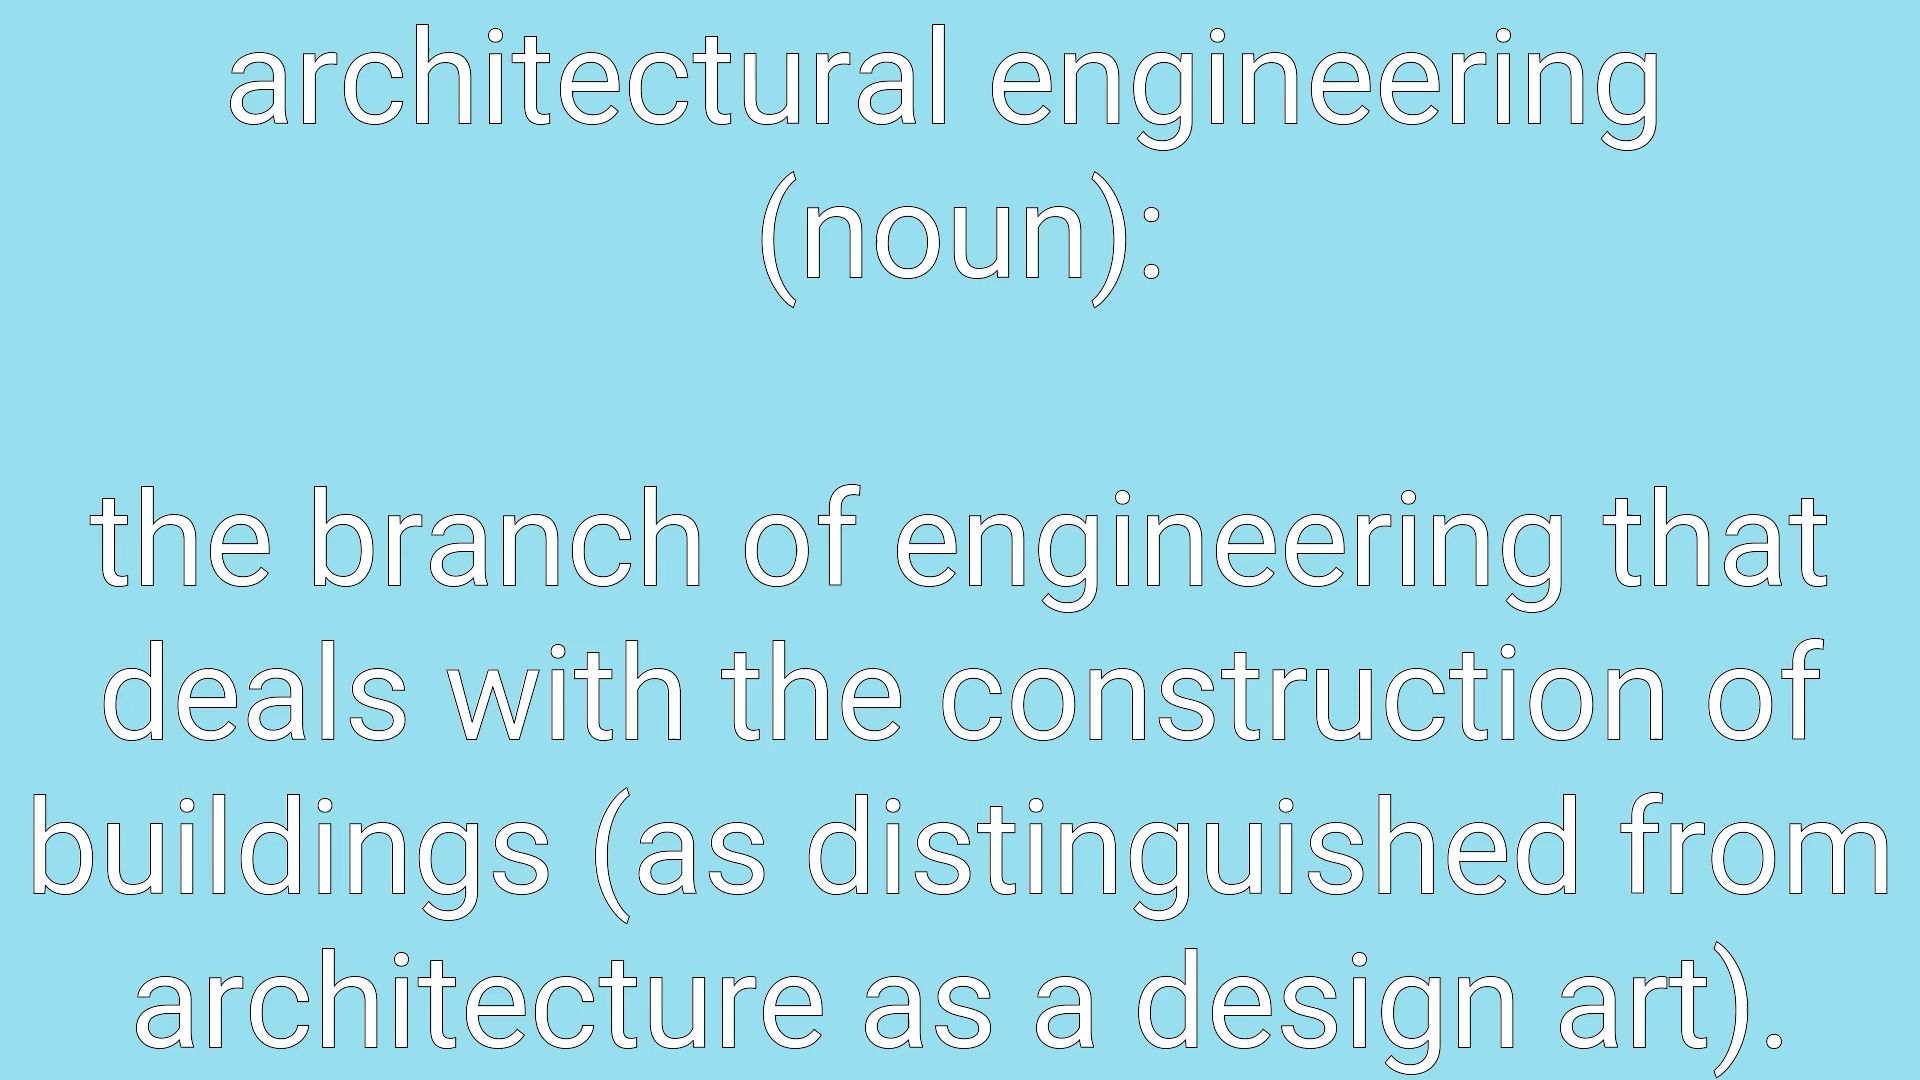 architectural engineering
(noun):
the branch of engineering that
deals with the construction of
buildings (as distinguished from
architecture as a design art).